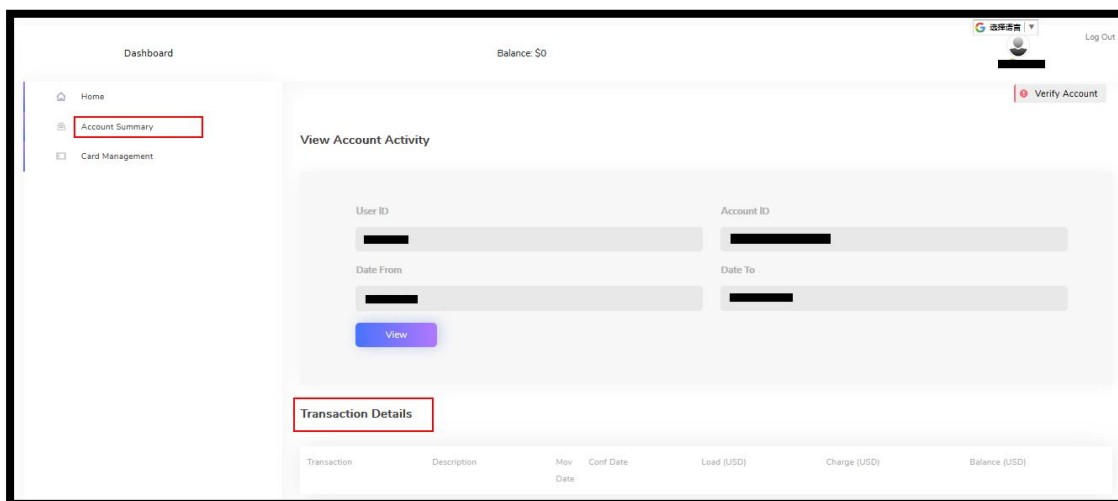 选择语言
Dashboard
Balance: $0
Log Out
Home
Verify Account
Account Summary
View Account Activity
Card Management
User ID
Account ID
Date From
Date To
View
Transaction Details
Transaction
Description
Mov Date
Conf Date
Load (USD)
Charge (USD)
Balance (USD)